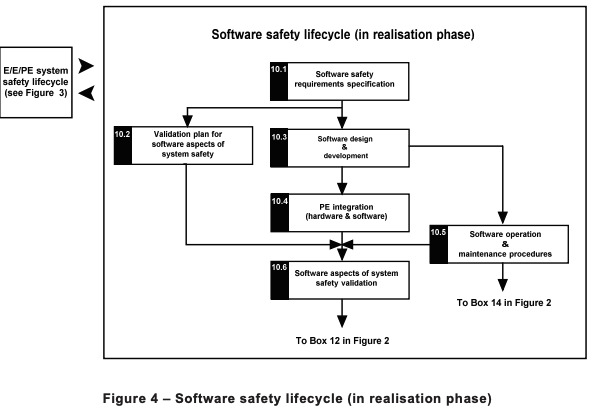 Software safety lifecycle (in realisation phase)
E/E/PE system
safety lifecycle
(see Figure 3)
10.1
Software safety
requirements specification
10.2
Validation plan for
software aspects of
system safety
10.3
Software design
&
development
10.4
PE integration
(hardware & software)
10.5
Software operation
&
maintenance procedures
10.6
Software aspects of system
safety validation
To Box 14 in Figure 2
To Box 12 in Figure 2
Figure 4 – Software safety lifecycle (in realisation phase)